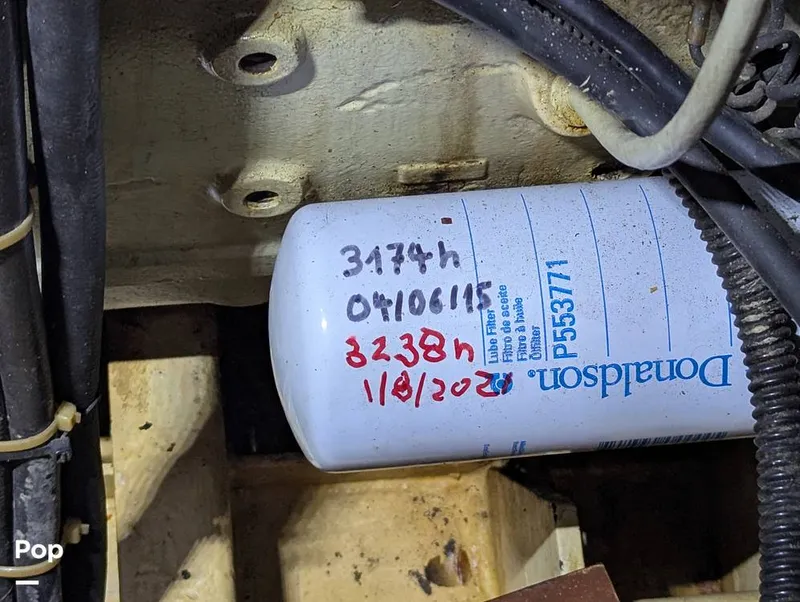 3174h
04/06/15
3238h
1/8/2021
Lube Filter
Filtro de aceite
Filtre à huile
Ölfilter
P553771
Donaldson.
Pop